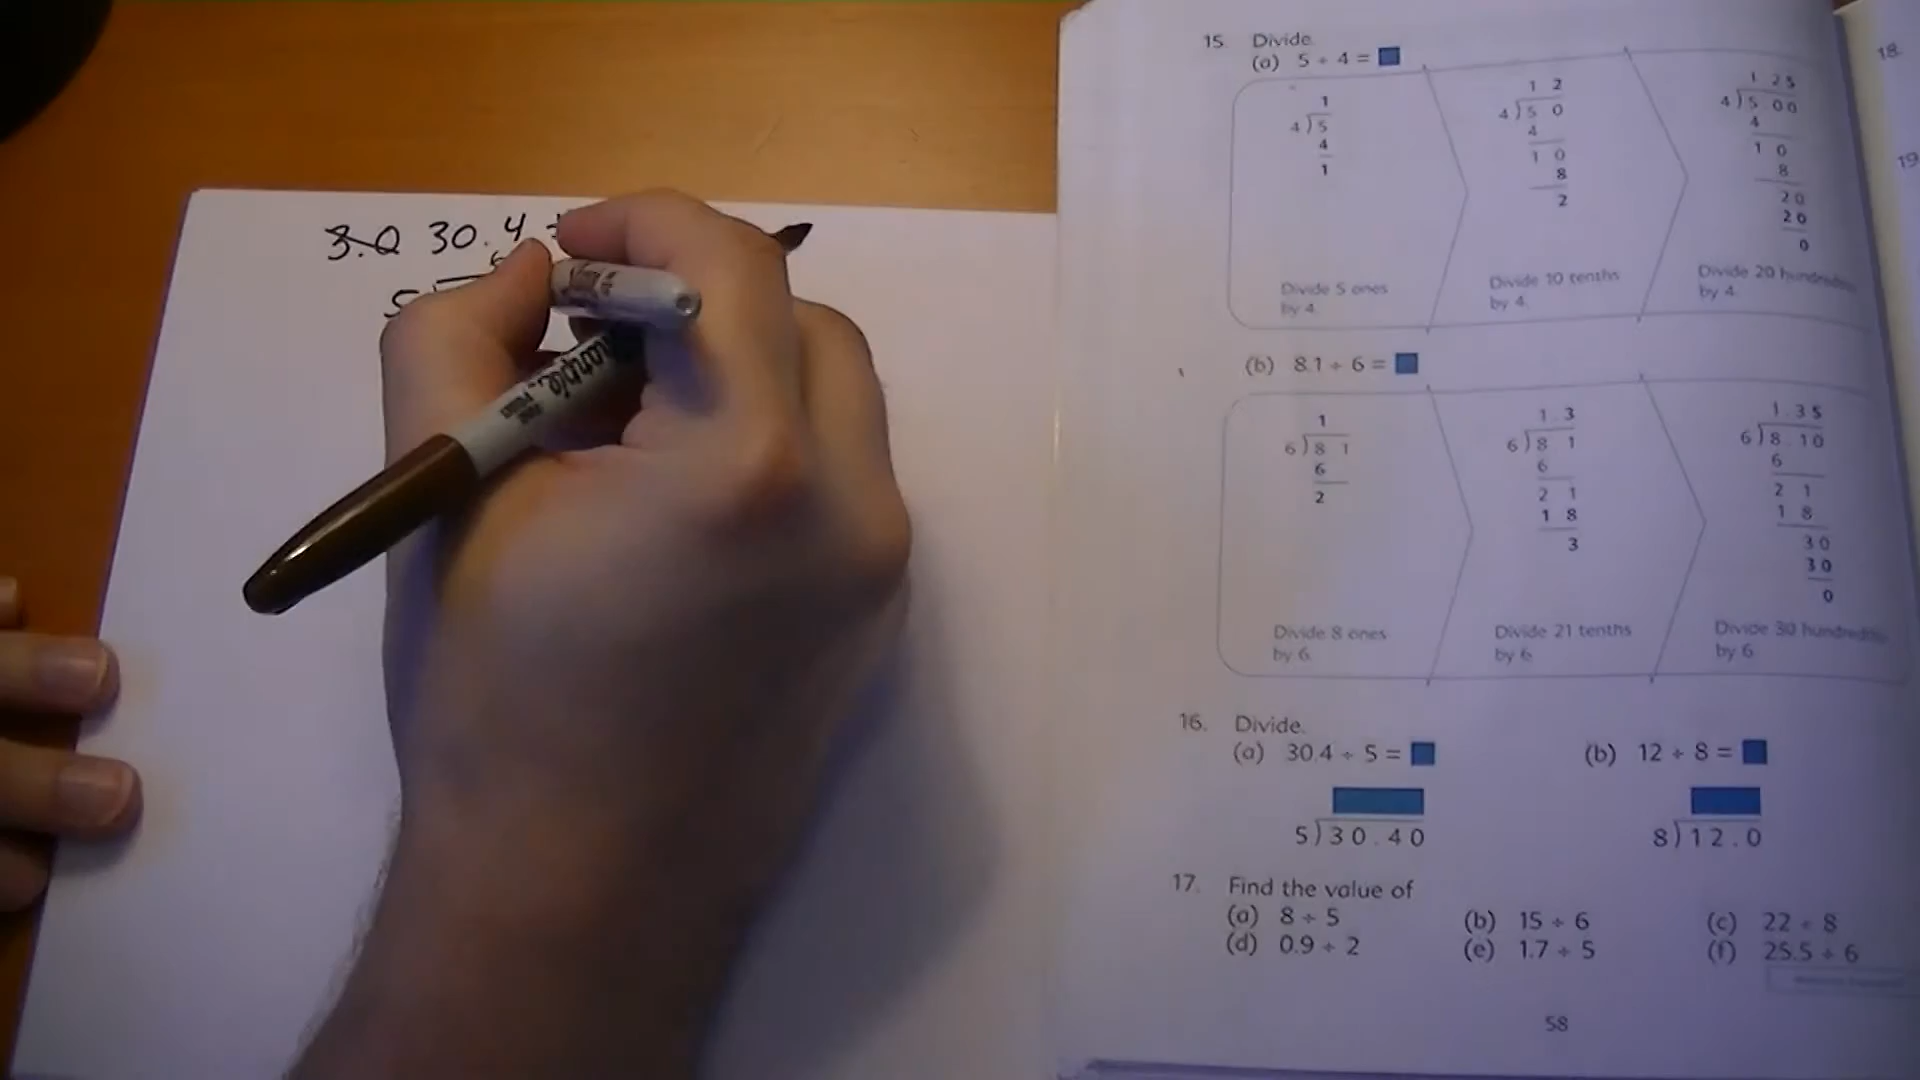 3.0 30.4 ÷
5
Sharpie
15. Divide.
(a) 5 ÷ 4 =
1
4)5
4
1
Divide 5 ones
by 4.
1 2
4)5 0
4
1 0
8
2
Divide 10 tenths
by 4.
1 25
4)5 00
4
1 0
8
20
20
0
Divide 20 hundredths
by 4.
(b) 8.1 ÷ 6 =
1
6)8 1
6
2
Divide 8 ones
by 6.
1.3
6)8 1
6
2 1
1 8
3
Divide 21 tenths
by 6.
1.35
6)8.10
6
2 1
1 8
30
30
0
Divide 30 hundredths
by 6.
16. Divide.
(a) 30.4 ÷ 5 =
5)30.40
(b) 12 ÷ 8 =
8)12.0
17. Find the value of
(a) 8 ÷ 5 (b) 15 ÷ 6 (c) 22 ÷ 8
(d) 0.9 ÷ 2 (e) 1.7 ÷ 5 (f) 25.5 ÷ 6
58
18.
19